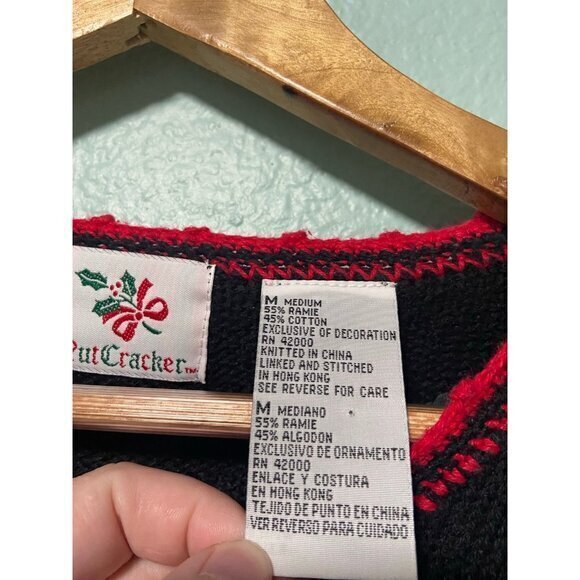 utCracker™
M MEDIUM
55% RAMIE
45% COTTON
EXCLUSIVE OF DECORATION
RN 42000
KNITTED IN CHINA
LINKED AND STITCHED
IN HONG KONG
SEE REVERSE FOR CARE
M MEDIANO
55% RAMIE
45% ALGODON
EXCLUSIVO DE ORNAMENTO
RN 42000
ENLACE Y COSTURA
EN HONG KONG
TEJIDO DE PUNTO EN CHINA
VER REVERSO PARA CUIDADO